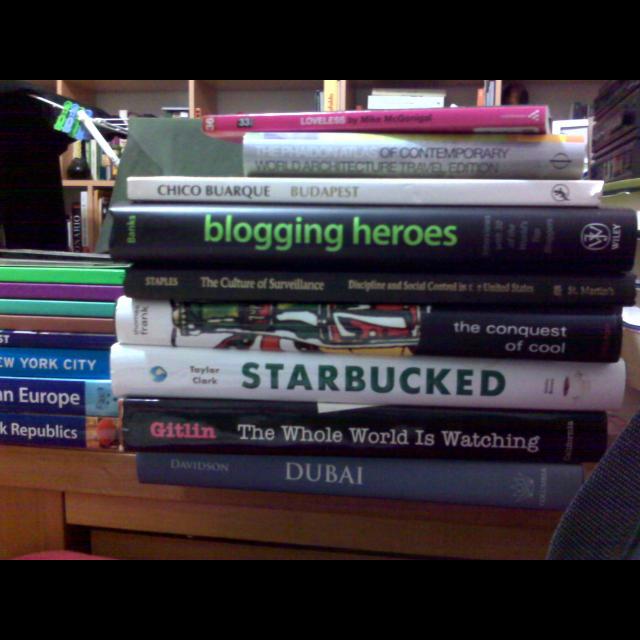 33⅓ LOVELESS by Mike McGonigal
OF CONTEMPORARY
WORLD ARCHITECTURE TRAVEL EDITION
CHICO BUARQUE BUDAPEST
Banks blogging heroes
STAPLES The Culture of Surveillance Discipline and Social Control in the United States St. Martin's
frank the conquest
of cool
Taylor
Clark STARBUCKED
Gitlin The Whole World Is Watching California
DAVIDSON DUBAI
NEW YORK CITY
an Europe
k Republics